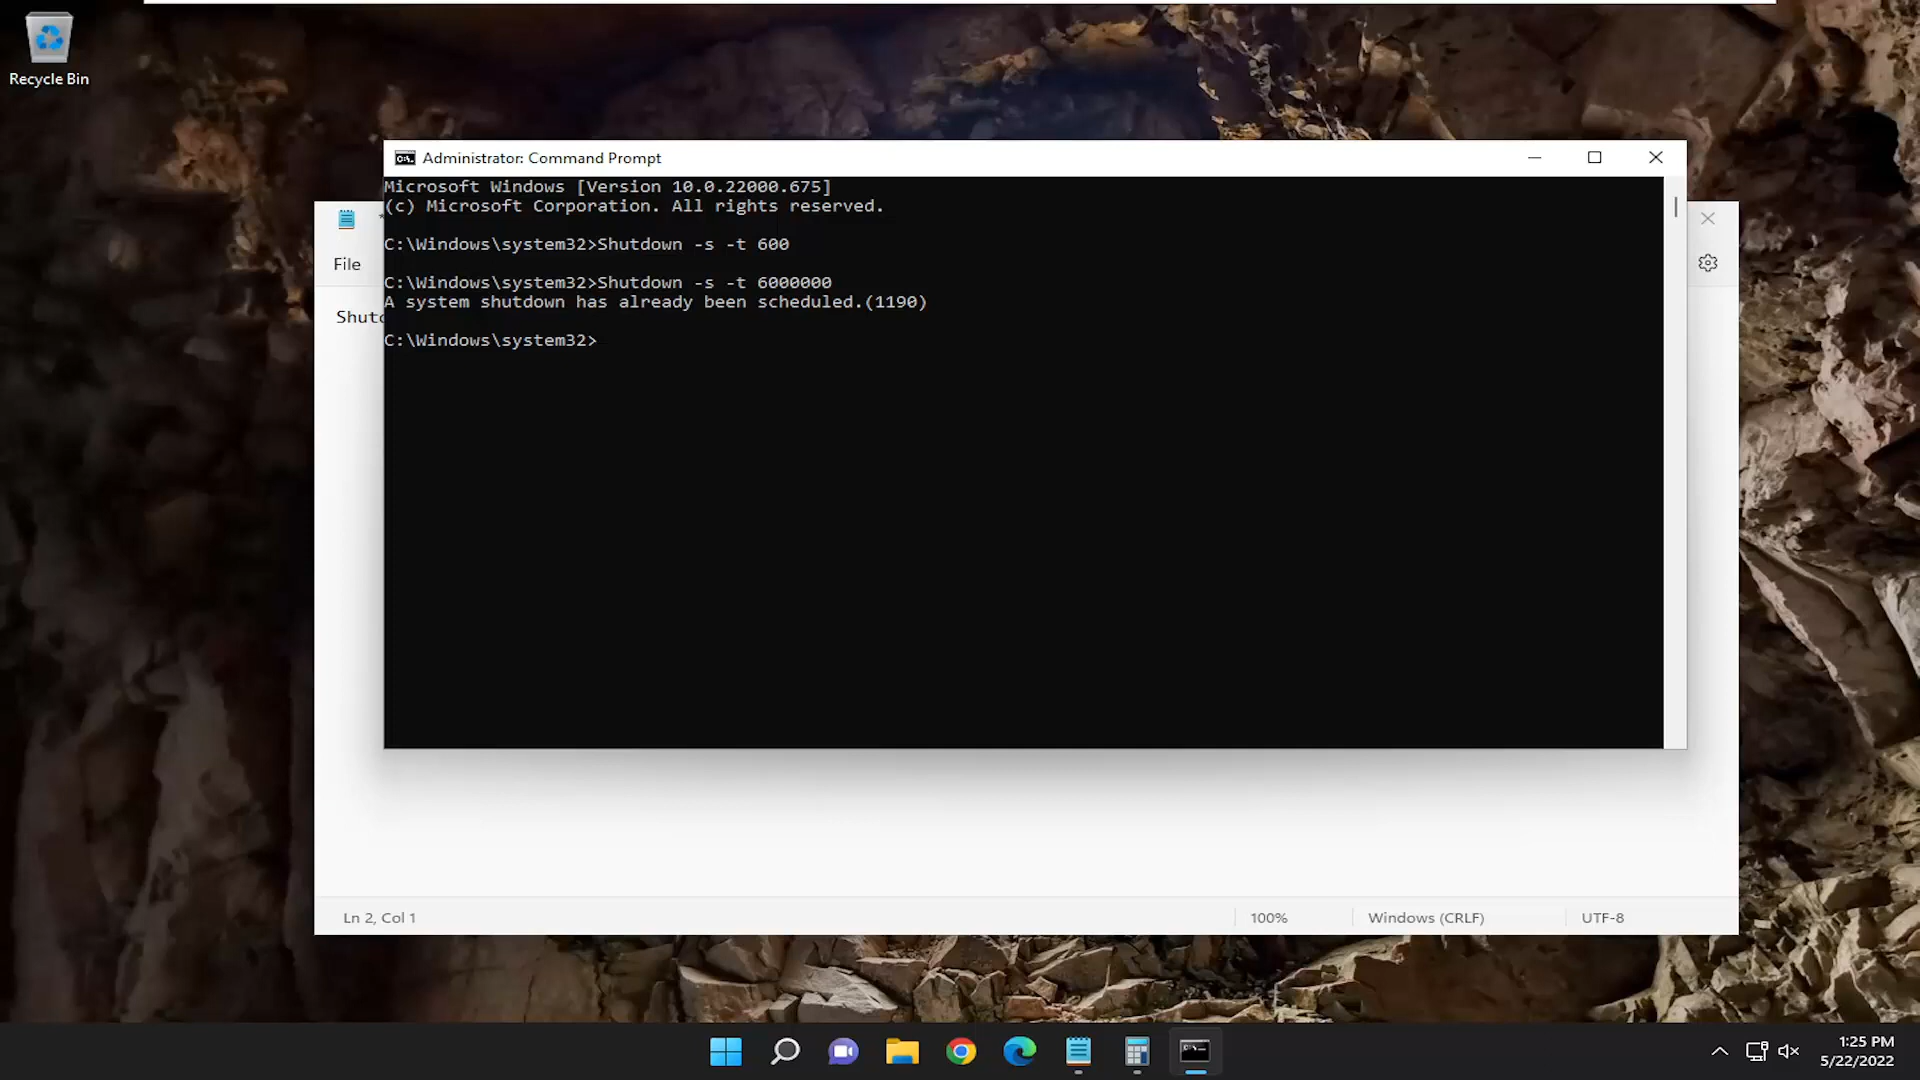 Recycle Bin
Administrator: Command Prompt
Microsoft Windows [Version 10.0.22000.675]
(c) Microsoft Corporation. All rights reserved.
C:\Windows\system32>Shutdown -s -t 600
C:\Windows\system32>Shutdown -s -t 6000000
A system shutdown has already been scheduled.(1190)
C:\Windows\system32>
File
Ln 2, Col 1
100%
Windows (CRLF)
UTF-8
1:25 PM
5/22/2022